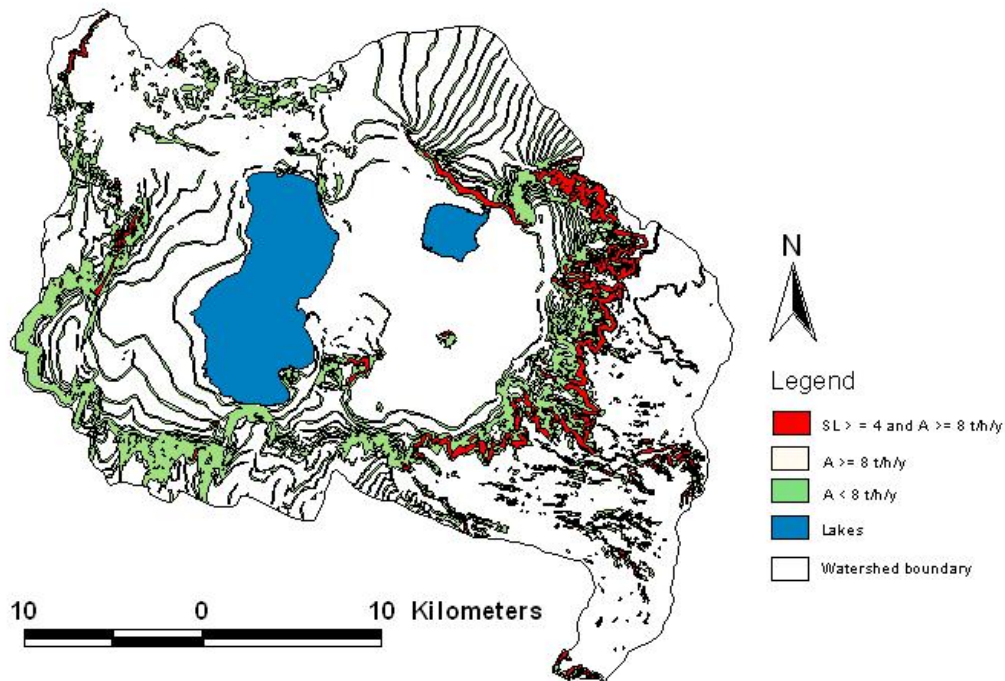 N
Legend
SL > = 4 and A >= 8 t/h/y
A >= 8 t/h/y
A < 8 t/h/y
Lakes
Watershed boundary
10 0 10 Kilometers